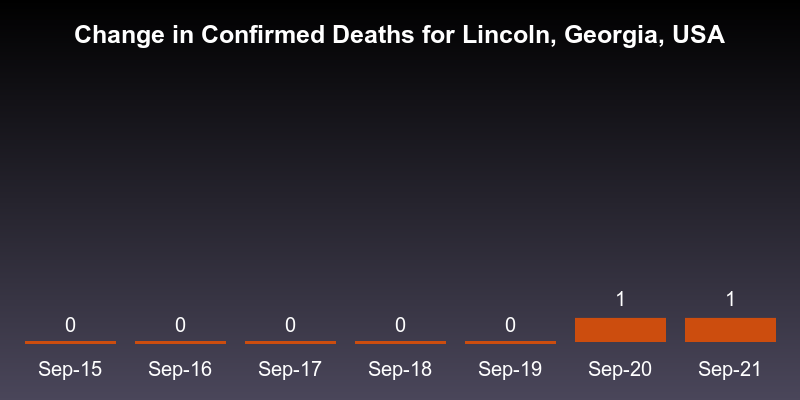 Change in Confirmed Deaths for Lincoln, Georgia, USA
0 0 0 0 0 1 1
Sep-15 Sep-16 Sep-17 Sep-18 Sep-19 Sep-20 Sep-21